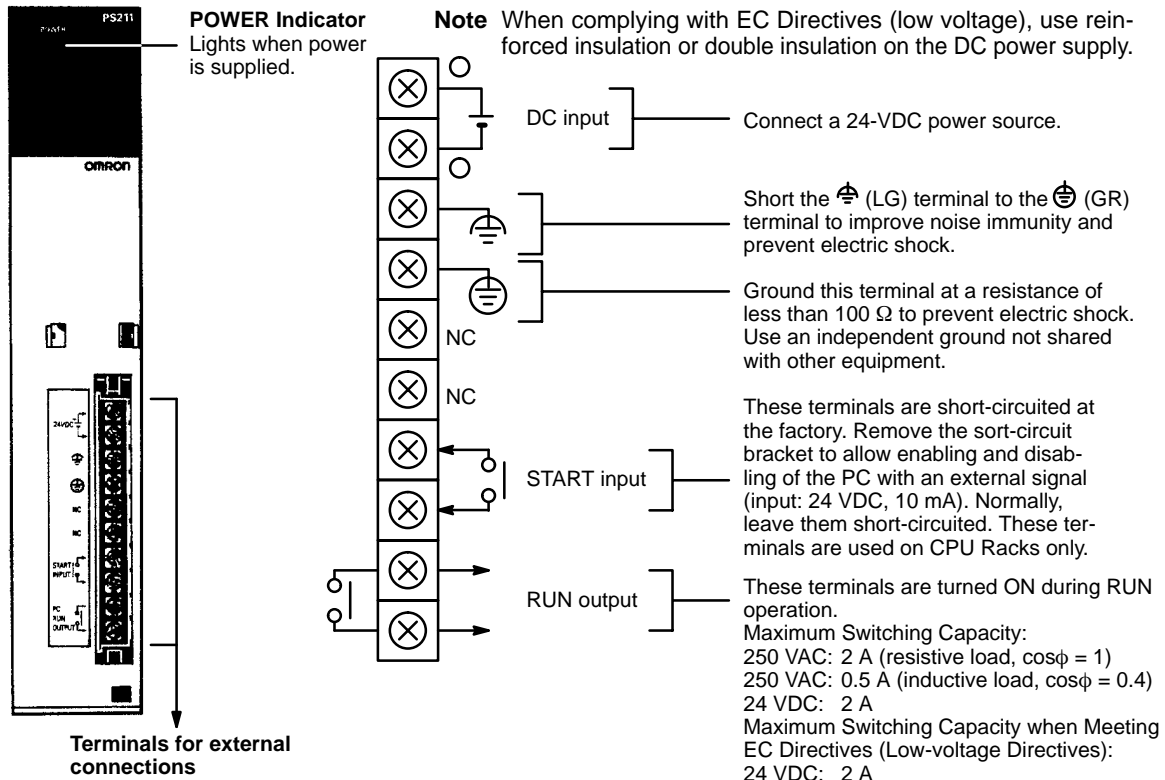 PS211
POWER
OMRON
24VDC
NC
NC
START
INPUT
PC
RUN
OUTPUT
POWER Indicator
Lights when power
is supplied.
Terminals for external
connections
Note When complying with EC Directives (low voltage), use rein-
forced insulation or double insulation on the DC power supply.
DC input
Connect a 24-VDC power source.
Short the (LG) terminal to the (GR)
terminal to improve noise immunity and
prevent electric shock.
Ground this terminal at a resistance of
less than 100 Ω to prevent electric shock.
Use an independent ground not shared
with other equipment.
NC
NC
START input
These terminals are short-circuited at
the factory. Remove the sort-circuit
bracket to allow enabling and disab-
ling of the PC with an external signal
(input: 24 VDC, 10 mA). Normally,
leave them short-circuited. These ter-
minals are used on CPU Racks only.
RUN output
These terminals are turned ON during RUN
operation.
Maximum Switching Capacity:
250 VAC: 2 A (resistive load, cosϕ = 1)
250 VAC: 0.5 A (inductive load, cosϕ = 0.4)
24 VDC: 2 A
Maximum Switching Capacity when Meeting
EC Directives (Low-voltage Directives):
24 VDC: 2 A